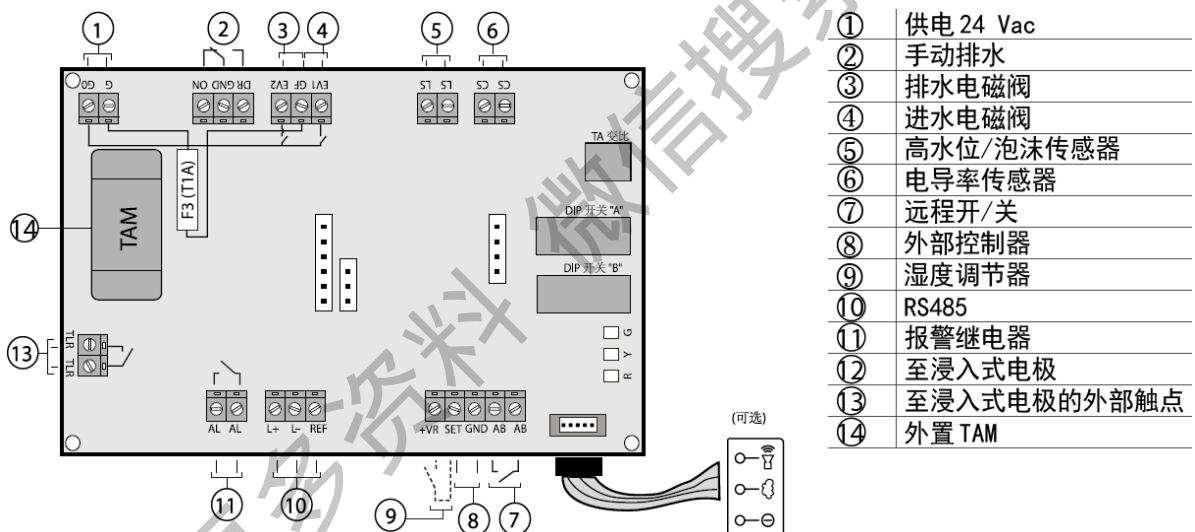 ① ② ③ ④ ⑤ ⑥
G0 G
ON GND DR
EV2 GF EV1
LS LS
CS CS
TA 变比
F3 (T1A)
TAM
⑭
DIP 开关 "A"
DIP 开关 "B"
G
Y
R
⑬
TLR
TLR
AL AL
L+ L- REF
+VR SET GND AB AB
(可选)
⑪ ⑩ ⑨ ⑧ ⑦
① 供电 24 Vac
② 手动排水
③ 排水电磁阀
④ 进水电磁阀
⑤ 高水位/泡沫传感器
⑥ 电导率传感器
⑦ 远程开/关
⑧ 外部控制器
⑨ 湿度调节器
⑩ RS485
⑪ 报警继电器
⑫ 至浸入式电极
⑬ 至浸入式电极的外部触点
⑭ 外置 TAM
多资料 微信搜索